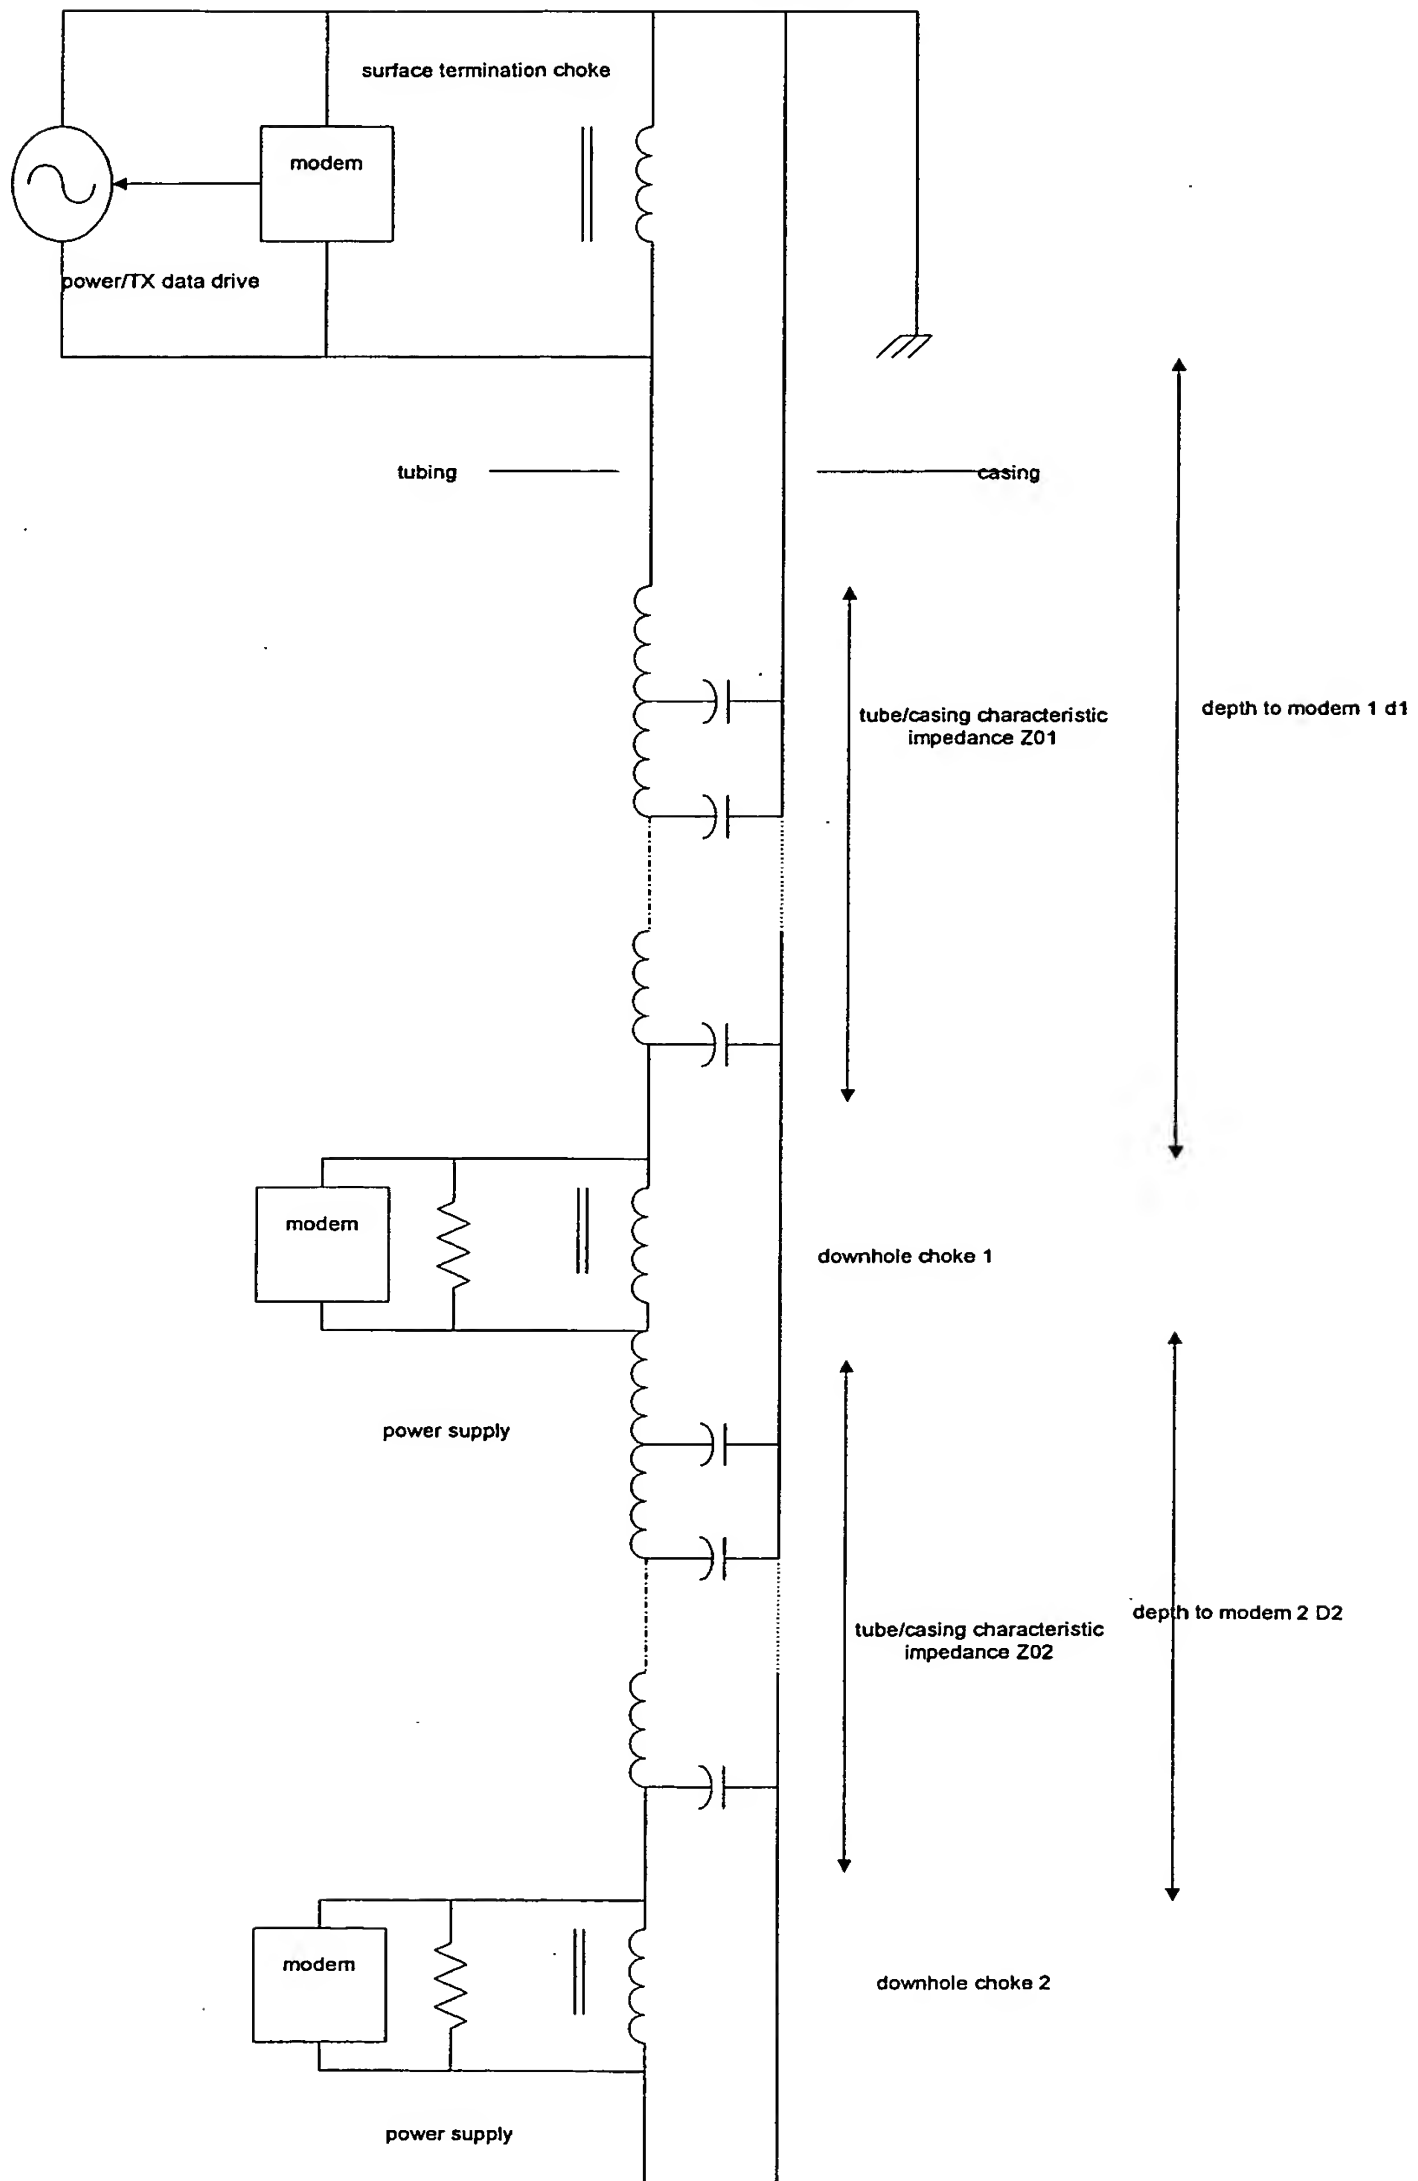 surface termination choke
modem
power/TX data drive
tubing
casing
tube/casing characteristic
impedance Z01
depth to modem 1 d1
modem
downhole choke 1
power supply
depth to modem 2 D2
tube/casing characteristic
impedance Z02
modem
downhole choke 2
power supply